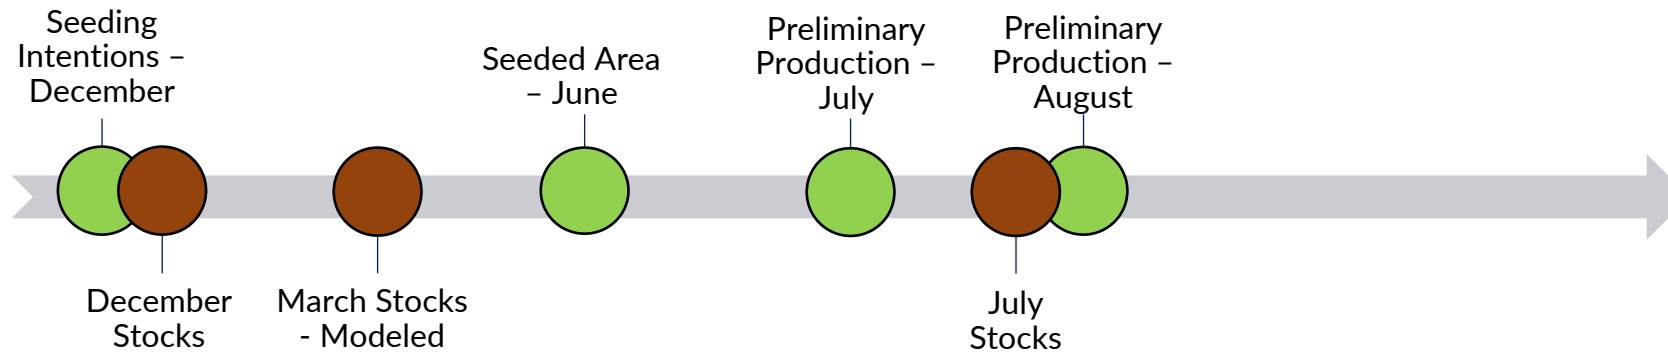 Seeding
Intentions –
December
Seeded Area
– June
Preliminary
Production –
July
Preliminary
Production –
August
December
Stocks
March Stocks
- Modeled
July
Stocks